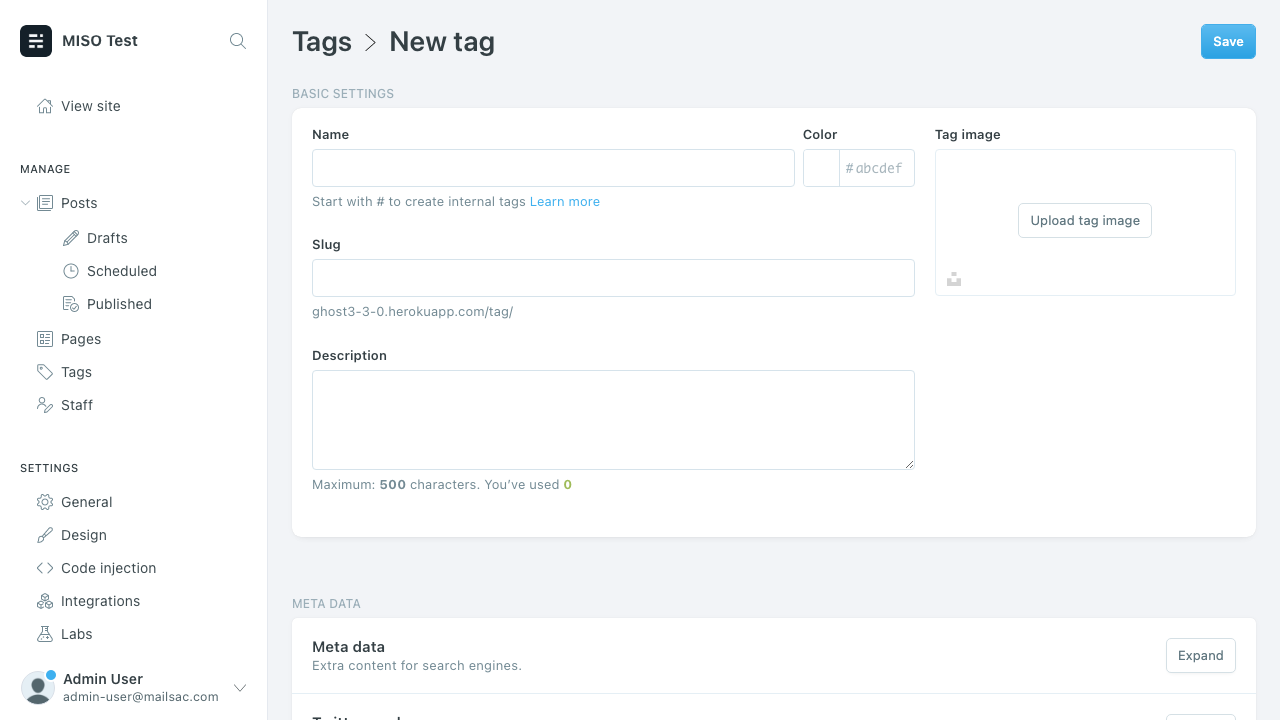 MISO Test
View site
MANAGE
Posts
Drafts
Scheduled
Published
Pages
Tags
Staff
SETTINGS
General
Design
Code injection
Integrations
Labs
Admin User
admin-user@mailsac.com
Tags > New tag
Save
BASIC SETTINGS
Name
Color
#abcdef
Start with # to create internal tags Learn more
Slug
ghost3-3-0.herokuapp.com/tag/
Description
Maximum: 500 characters. You’ve used 0
Tag image
Upload tag image
META DATA
Meta data
Extra content for search engines.
Expand